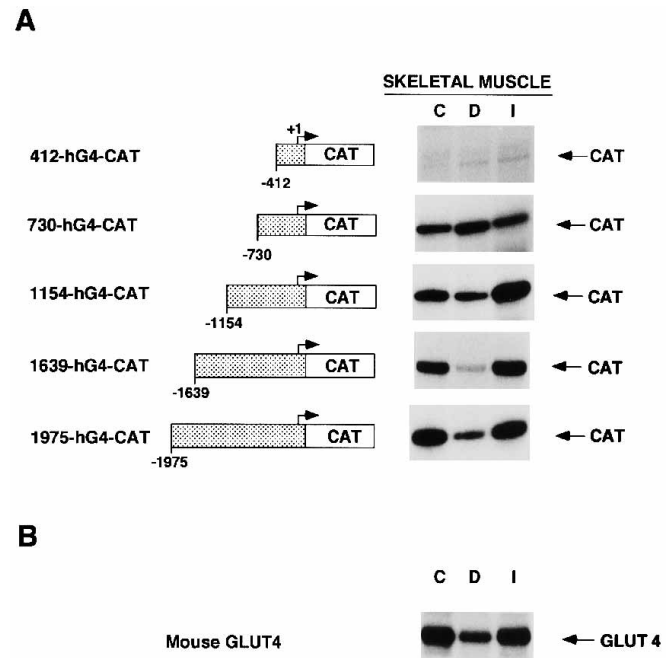 A
SKELETAL MUSCLE
C D I
+1
412-hG4-CAT CAT CAT
-412
730-hG4-CAT CAT CAT
-730
1154-hG4-CAT CAT CAT
-1154
1639-hG4-CAT CAT CAT
-1639
1975-hG4-CAT CAT CAT
-1975
B
C D I
Mouse GLUT4 GLUT 4